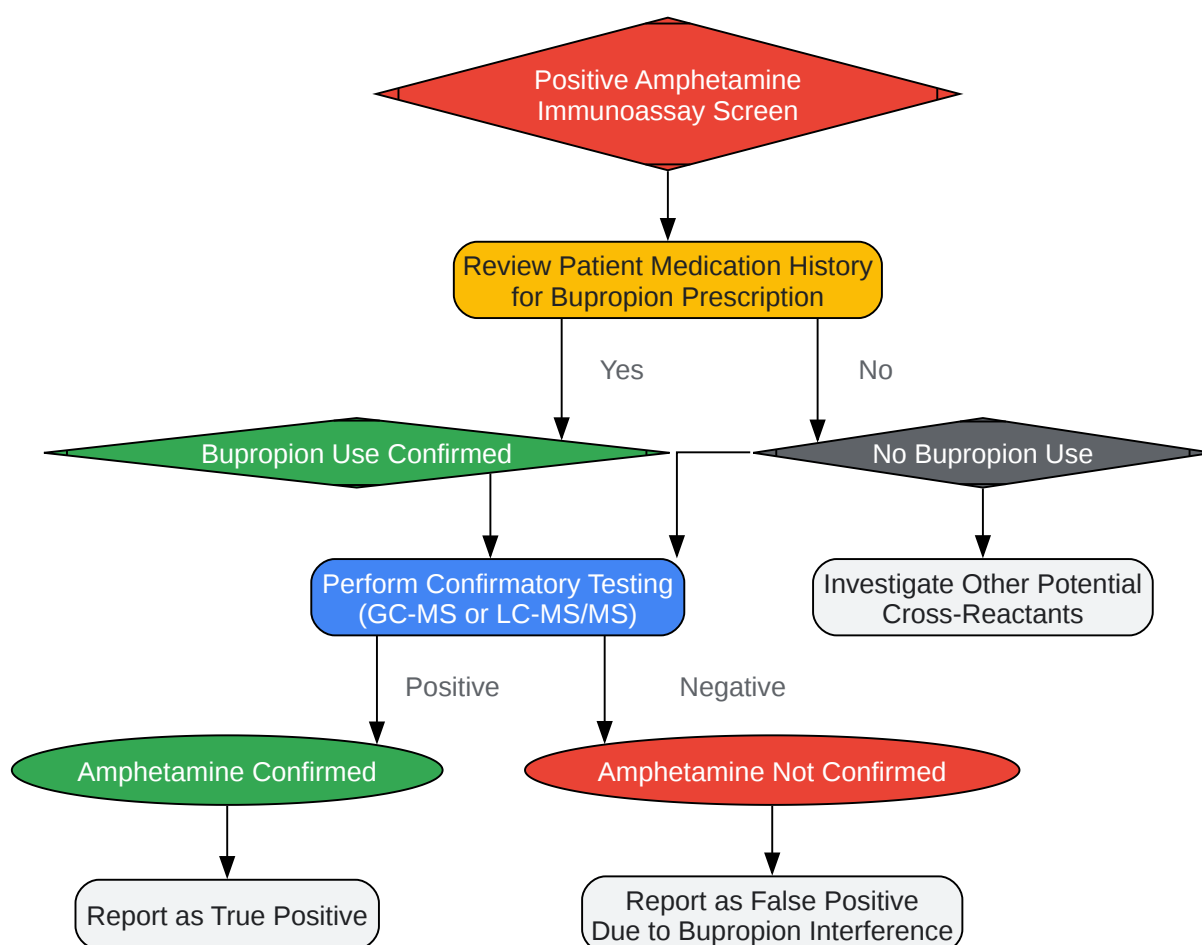 Positive Amphetamine
Immunoassay Screen
Review Patient Medication History
for Bupropion Prescription
Yes
No
Bupropion Use Confirmed
No Bupropion Use
Perform Confirmatory Testing
(GC-MS or LC-MS/MS)
Investigate Other Potential
Cross-Reactants
Positive
Negative
Amphetamine Confirmed
Amphetamine Not Confirmed
Report as True Positive
Report as False Positive
Due to Bupropion Interference